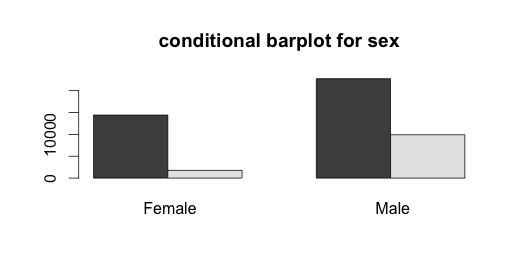 conditional barplot for sex
10000
0
Female
Male